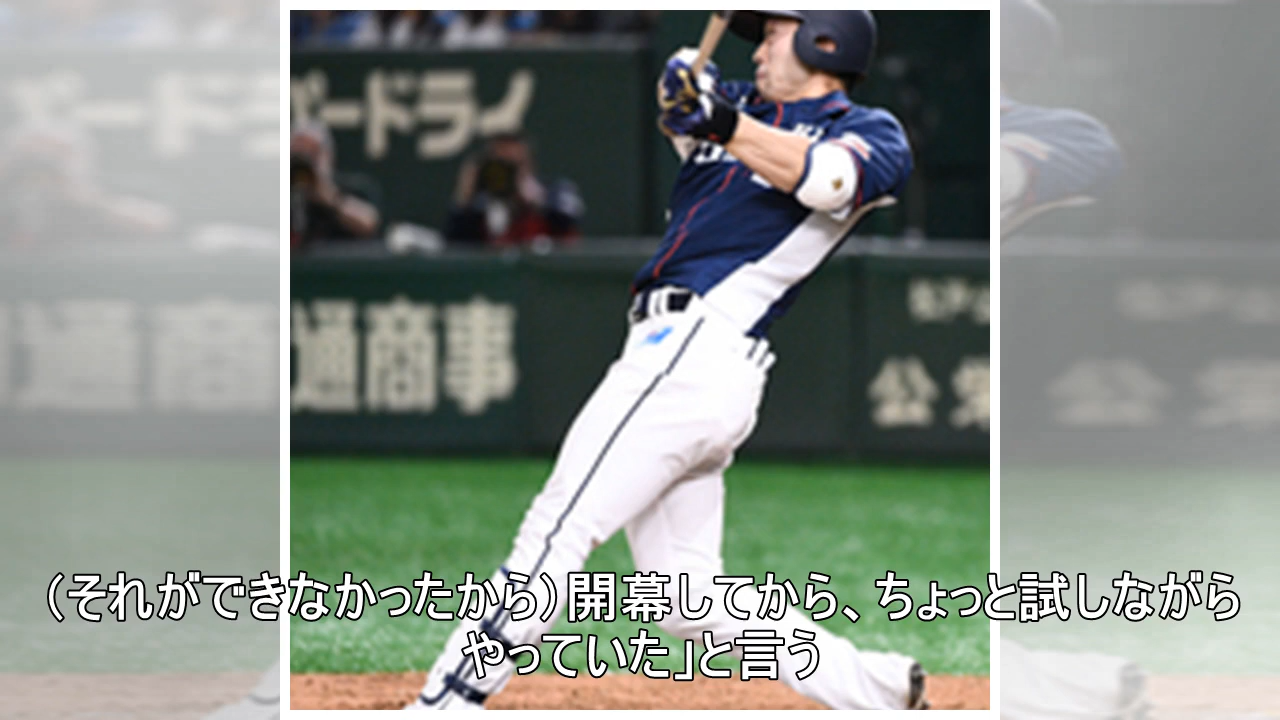 ードライ
通商事
公
（それができなかったから）開幕してから、ちょっと試しながら
やっていた」と言う